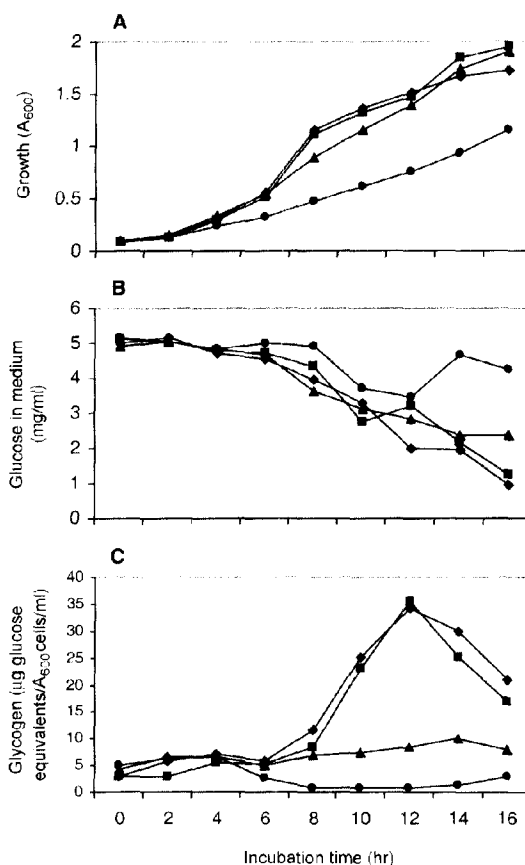 A
2
1.5
1
0.5
0
Growth (A600)
B
6
5
4
3
2
1
0
Glucose in medium
(mg/ml)
C
40
35
30
25
20
15
10
5
0
Glycogen (µg glucose
equivalents/A600cells/ml)
0 2 4 6 8 10 12 14 16
Incubation time (hr)